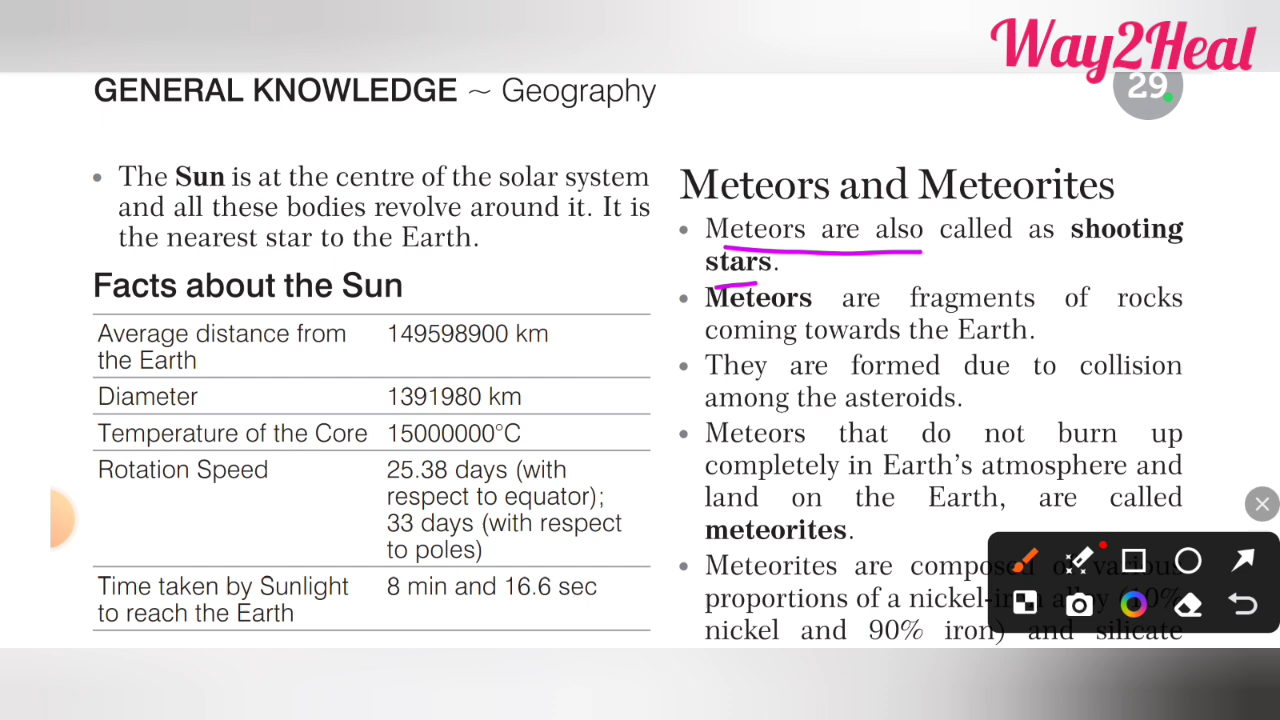 Way2Heal
GENERAL KNOWLEDGE ~ Geography
29
• The Sun is at the centre of the solar system
and all these bodies revolve around it. It is
the nearest star to the Earth.
Facts about the Sun
Average distance from the Earth 149598900 km
Diameter 1391980 km
Temperature of the Core 15000000°C
Rotation Speed 25.38 days (with
respect to equator);
33 days (with respect
to poles)
Time taken by Sunlight to reach the Earth 8 min and 16.6 sec
Meteors and Meteorites
• Meteors are also called as shooting
stars.
• Meteors are fragments of rocks
coming towards the Earth.
• They are formed due to collision
among the asteroids.
• Meteors that do not burn up
completely in Earth's atmosphere and
land on the Earth, are called
meteorites.
• Meteorites are composed of various
proportions of a nickel-iron alloy (10%
nickel and 90% iron) and silicate